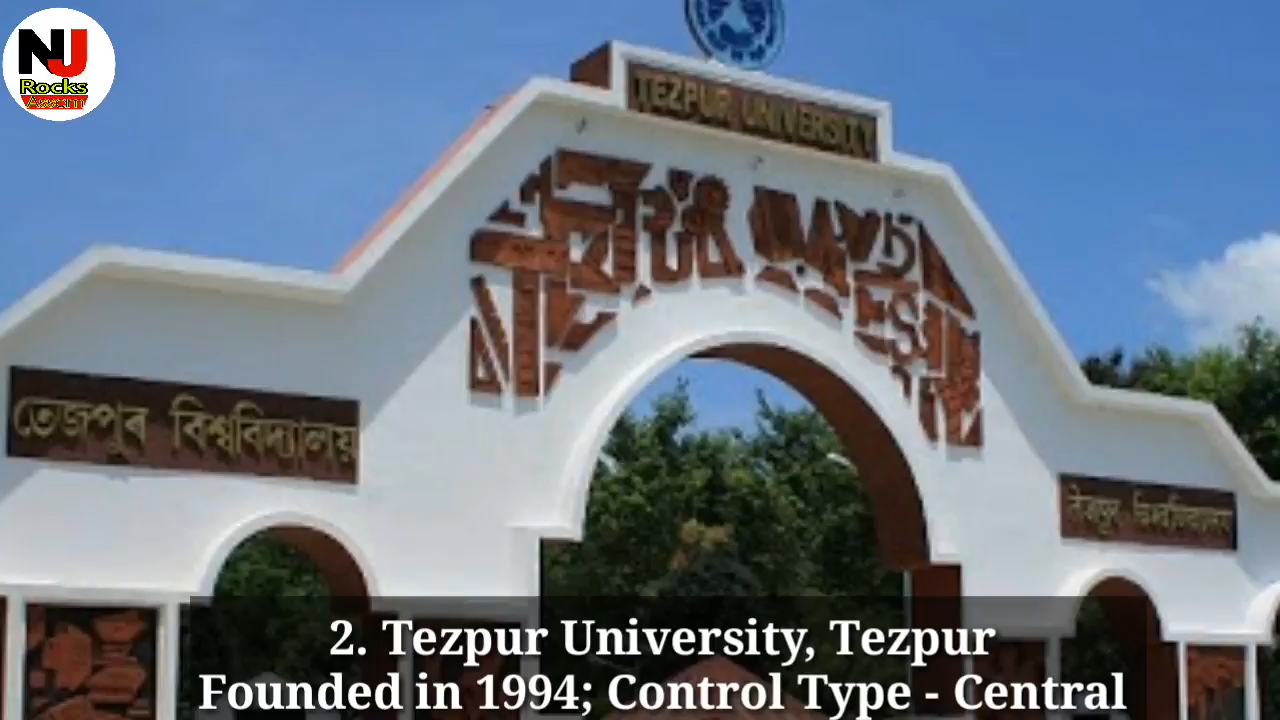 NJ
Rocks
Assam
TEZPUR UNIVERSITY
তেজপুৰ বিশ্ববিদ্যালয়
2. Tezpur University, Tezpur
Founded in 1994; Control Type - Central